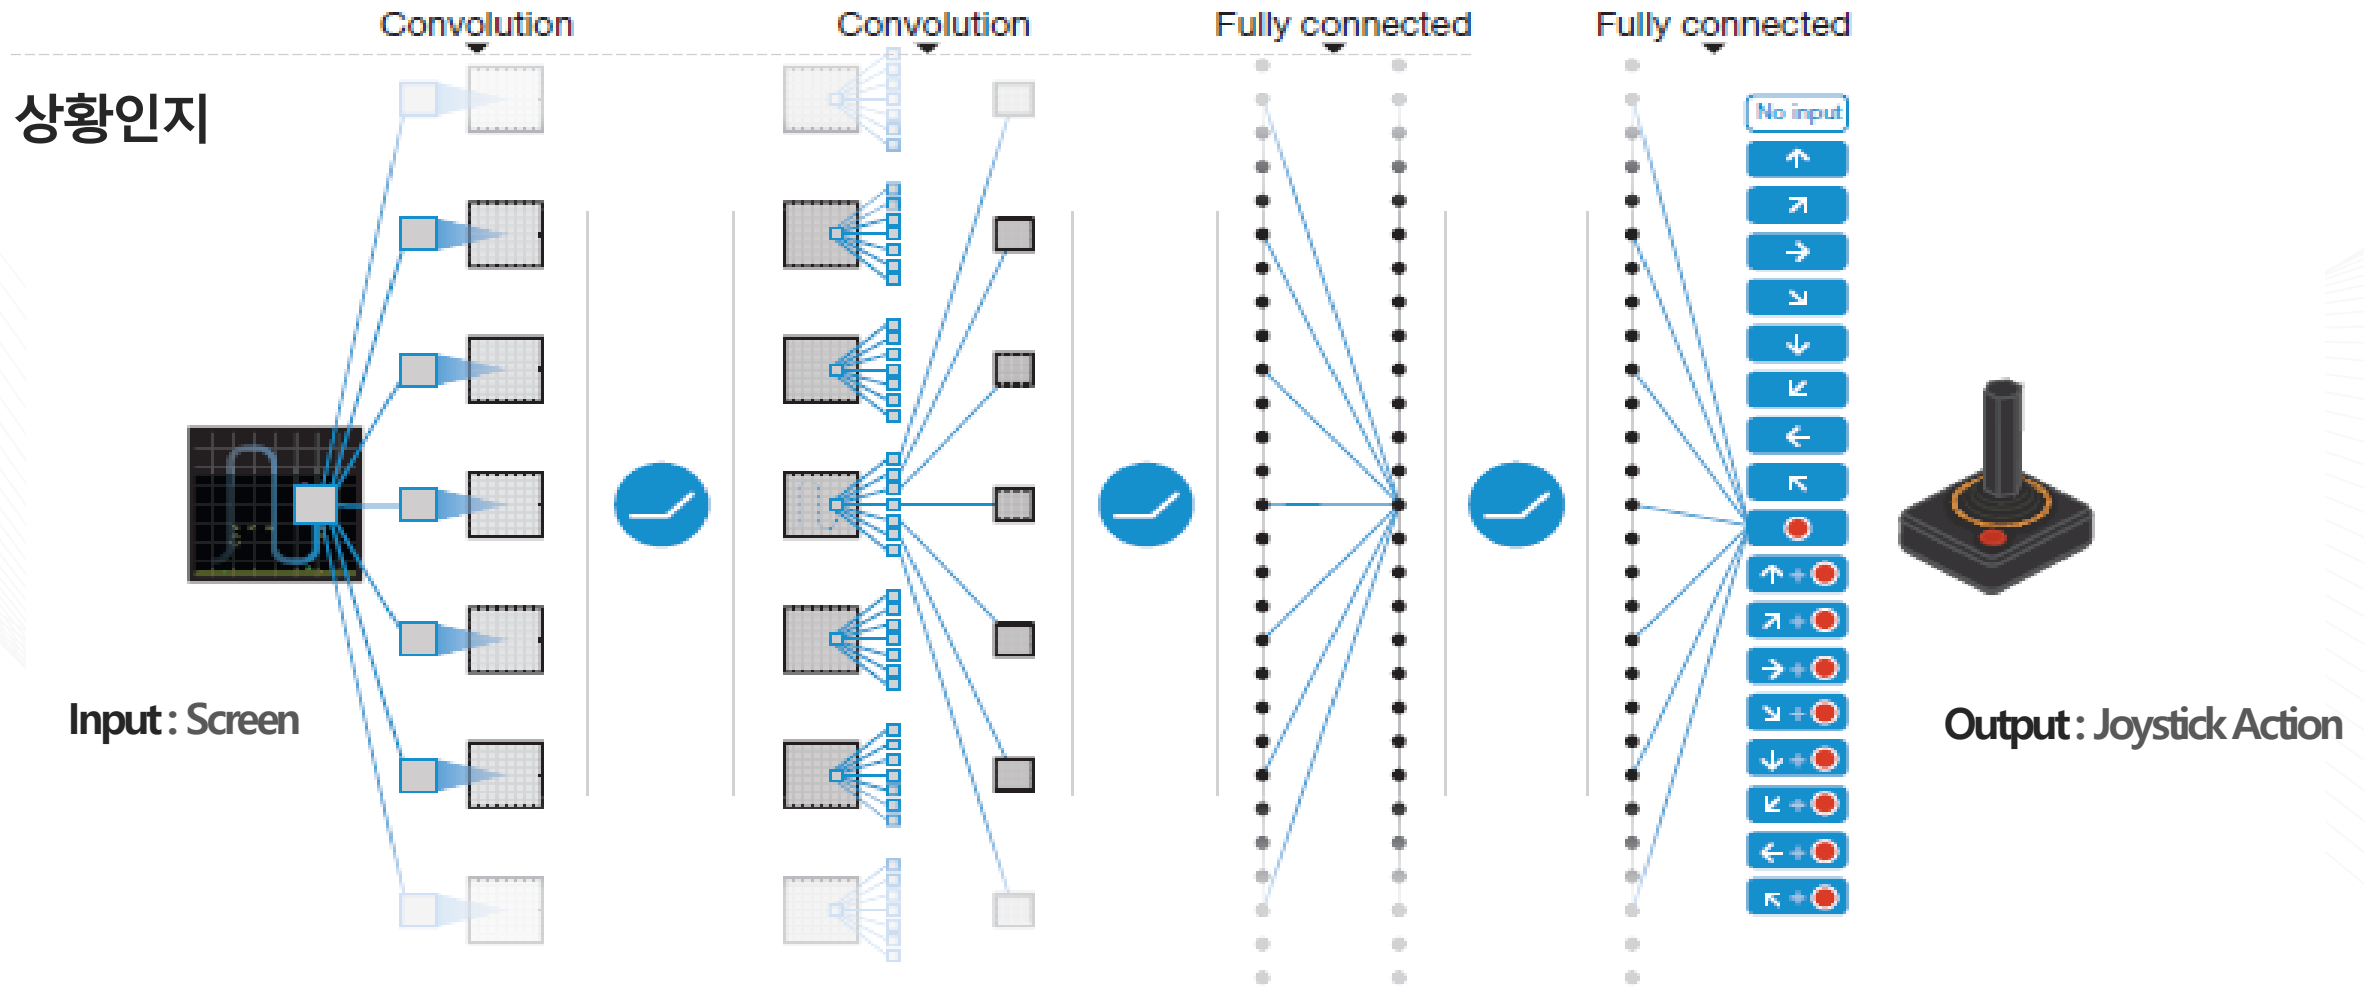 Convolution
Convolution
Fully connected
Fully connected
상황인지
No input
Input : Screen
Output : Joystick Action